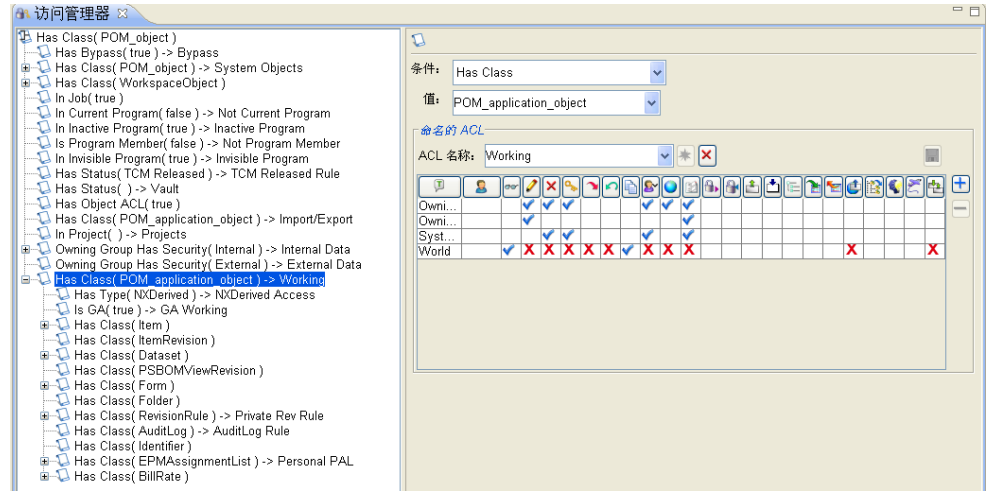 访问管理器
Has Class( POM_object )
Has Bypass( true ) -> Bypass
Has Class( POM_object ) -> System Objects
Has Class( WorkspaceObject )
In Job( true )
In Current Program( false ) -> Not Current Program
In Inactive Program( true ) -> Inactive Program
Is Program Member( false ) -> Not Program Member
In Invisible Program( true ) -> Invisible Program
Has Status( TCM Released ) -> TCM Released Rule
Has Status( ) -> Vault
Has Object ACL( true )
Has Class( POM_application_object ) -> Import/Export
In Project( ) -> Projects
Owning Group Has Security( Internal ) -> Internal Data
Owning Group Has Security( External ) -> External Data
Has Class( POM_application_object ) -> Working
Has Type( NXDerived ) -> NXDerived Access
Is GA( true ) -> GA Working
Has Class( Item )
Has Class( ItemRevision )
Has Class( Dataset )
Has Class( PSBOMViewRevision )
Has Class( Form )
Has Class( Folder )
Has Class( RevisionRule ) -> Private Rev Rule
Has Class( AuditLog ) -> AuditLog Rule
Has Class( Identifier )
Has Class( EPMAssignmentList ) -> Personal PAL
Has Class( BillRate )
条件: Has Class
值: POM_application_object
命名的 ACL
ACL 名称: Working
Owni...
Owni...
Syst...
World